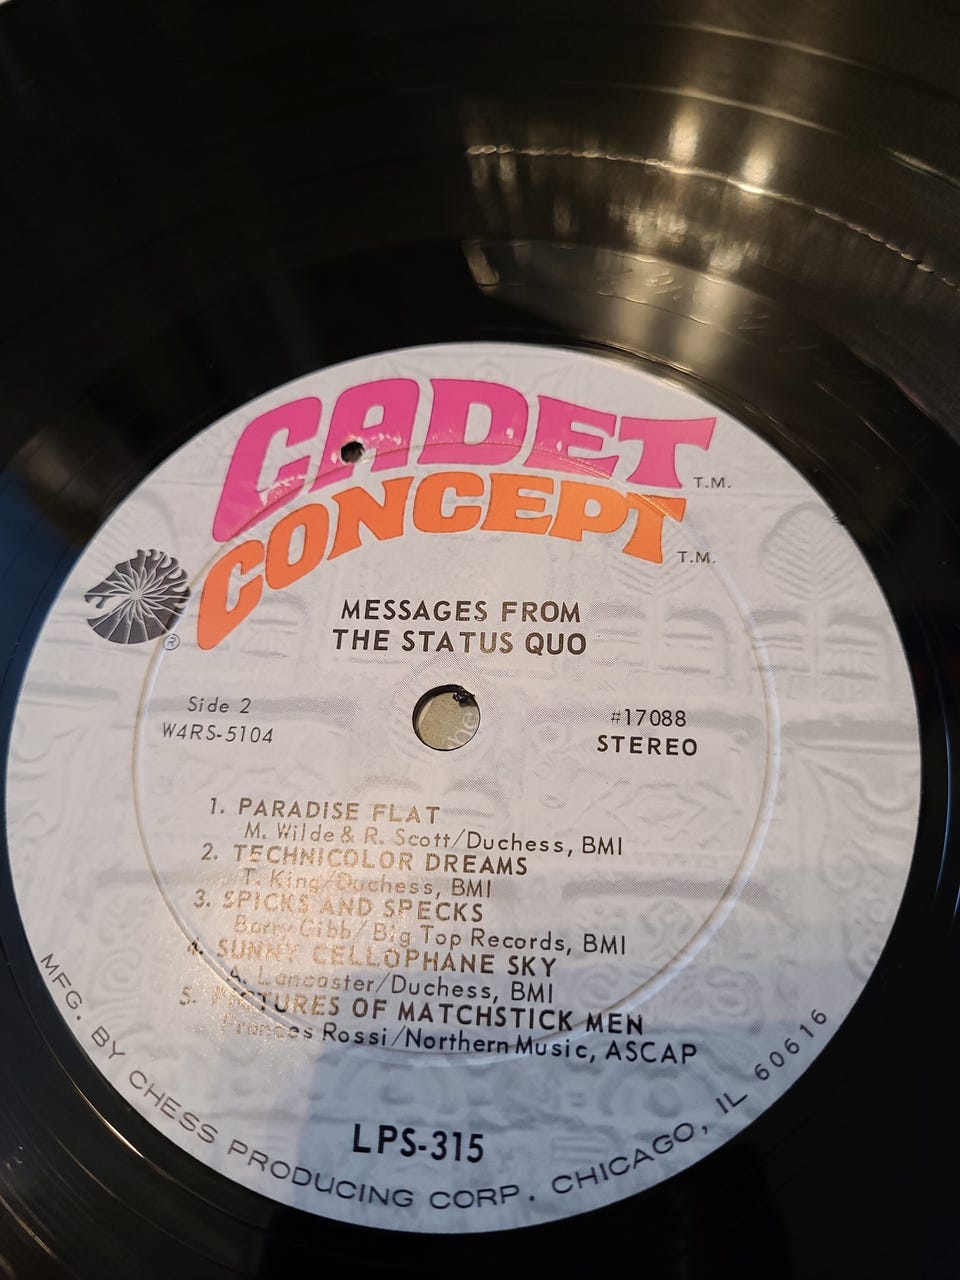 CADET T.M.
CONCEPT T.M.
®
MESSAGES FROM
THE STATUS QUO
Side 2
W4RS-5104
#17088
STEREO
1. PARADISE FLAT
M. Wilde & R. Scott/Duchess, BMI
2. TECHNICOLOR DREAMS
T. King/Duchess, BMI
3. SPICKS AND SPECKS
Barry Gibb/Big Top Records, BMI
4. SUNNY CELLOPHANE SKY
A. Lancaster/Duchess, BMI
5. PICTURES OF MATCHSTICK MEN
Frances Rossi/Northern Music, ASCAP
LPS-315
MFG. BY CHESS PRODUCING CORP. CHICAGO, IL 60616